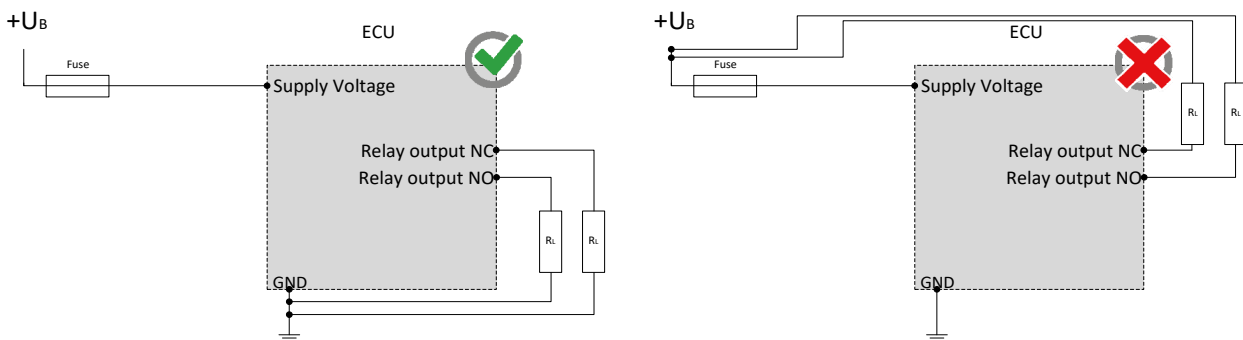 +UB
ECU
Fuse
Supply Voltage
Relay output NC
Relay output NO
RL
RL
GND
+UB
ECU
Fuse
Supply Voltage
RL
RL
Relay output NC
Relay output NO
GND